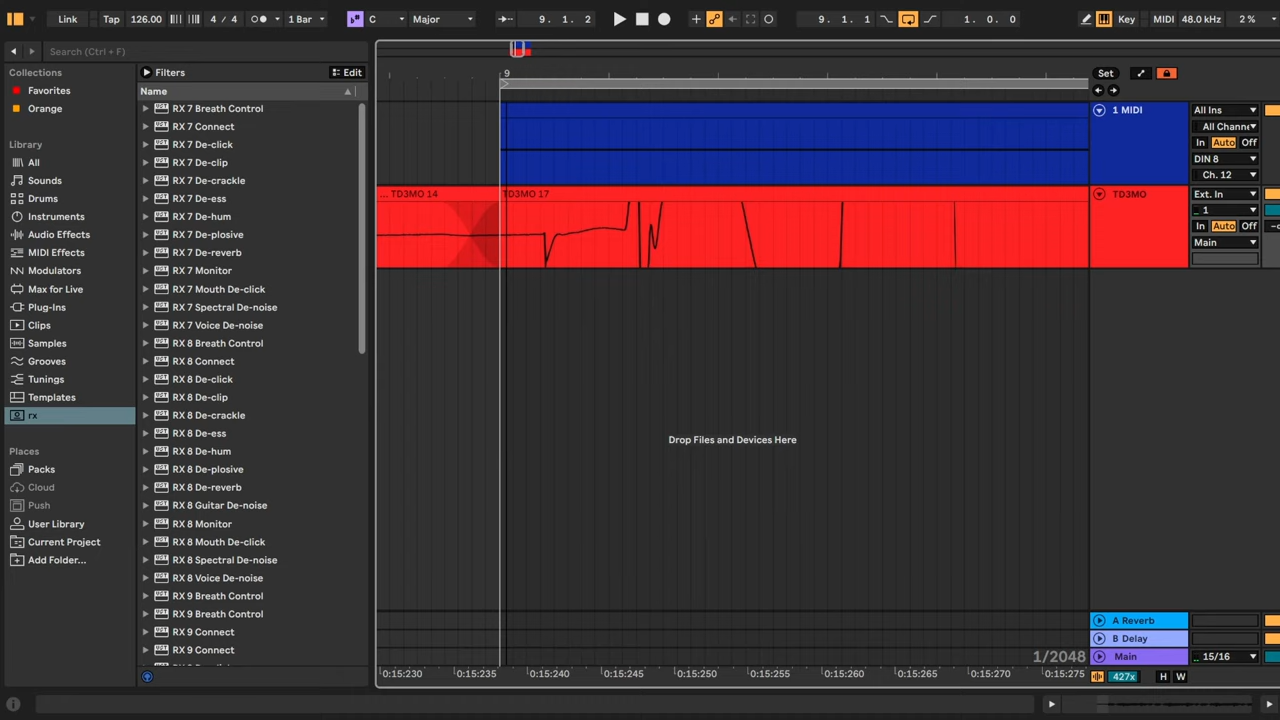 Link Tap 126.00 4 / 4 1 Bar C Major 9. 1. 2 9. 1. 1 1. 0. 0 Key MIDI 48.0 kHz 2 %
Search (Ctrl + F)
Collections
Favorites
Orange
Library
All
Sounds
Drums
Instruments
Audio Effects
MIDI Effects
Modulators
Max for Live
Plug-Ins
Clips
Samples
Grooves
Tunings
Templates
rx
Places
Packs
Cloud
Push
User Library
Current Project
Add Folder...
Filters Edit
Name
RX 7 Breath Control
RX 7 Connect
RX 7 De-click
RX 7 De-clip
RX 7 De-crackle
RX 7 De-ess
RX 7 De-hum
RX 7 De-plosive
RX 7 De-reverb
RX 7 Monitor
RX 7 Mouth De-click
RX 7 Spectral De-noise
RX 7 Voice De-noise
RX 8 Breath Control
RX 8 Connect
RX 8 De-click
RX 8 De-clip
RX 8 De-crackle
RX 8 De-ess
RX 8 De-hum
RX 8 De-plosive
RX 8 De-reverb
RX 8 Guitar De-noise
RX 8 Monitor
RX 8 Mouth De-click
RX 8 Spectral De-noise
RX 8 Voice De-noise
RX 9 Breath Control
RX 9 Breath Control
RX 9 Connect
RX 9 Connect
9
Set
1 MIDI
All Ins
All Channe
In Auto Off
DIN 8
Ch. 12
... TD3MO 14 TD3MO 17
TD3MO
Ext. In
1
In Auto Off
Main
Drop Files and Devices Here
A Reverb
B Delay
Main 15/16
1/2048
0:15:230 0:15:235 0:15:240 0:15:245 0:15:250 0:15:255 0:15:260 0:15:265 0:15:270 0:15:275
427x H W